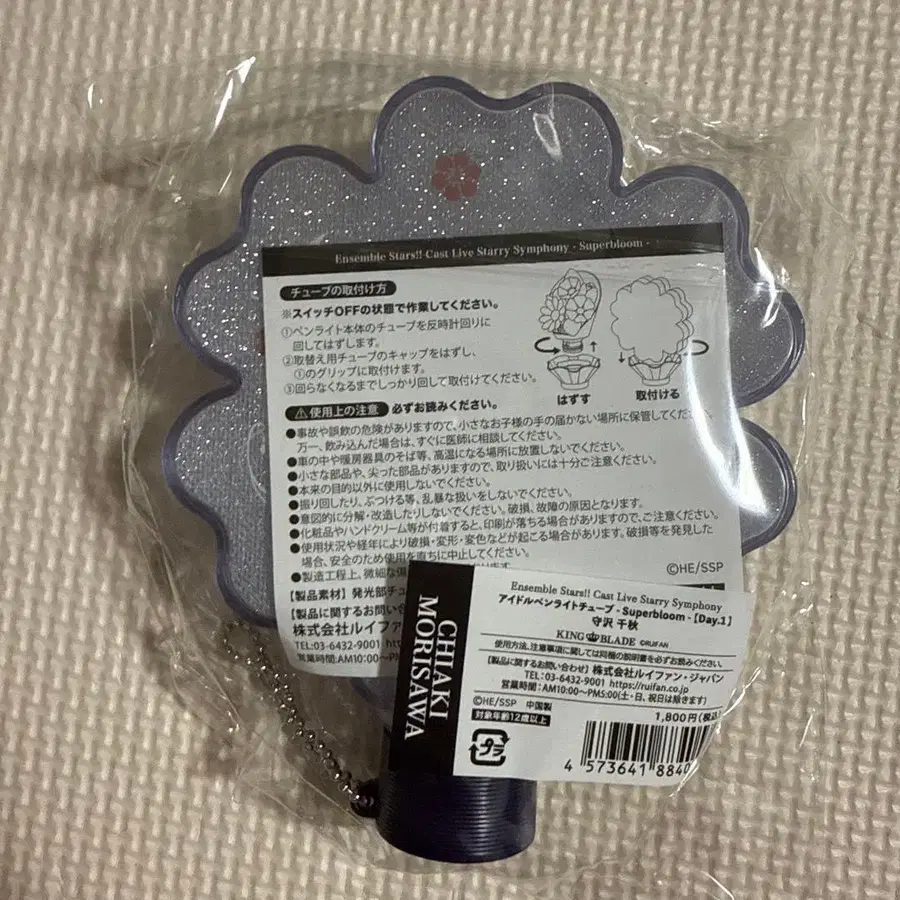 Ensemble Stars!! Cast Live Starry Symphony - Superbloom -
チューブの取付け方
※スイッチOFFの状態で作業してください。
①ペンライト本体のチューブを反時計回りに
回してはずします。
②取替え用チューブのキャップをはずし、
①のグリップに取付けます。
③回らなくなるまでしっかり回して取付けてください。
はずす
取付ける
使用上の注意 必ずお読みください。
●事故や誤飲の危険がありますので、小さなお子様の手の届かない場所に保管してください。
万一、飲み込んだ場合は、すぐに医師に相談してください。
●車の中や暖房器具のそば等、高温になる場所に放置しないでください。
●小さな部品や、尖った部品がありますので、取り扱いには十分ご注意ください。
●本来の目的以外に使用しないでください。
●振り回したり、ぶつける等、乱暴な扱いをしないでください。
●意図的に分解・改造したりしないでください。破損、故障の原因となります。
●化粧品やハンドクリーム等が付着すると、印刷が落ちる場合がありますので、ご注意ください。
●使用状況や経年により破損・変形・変色などが起こる場合があります。破損等を発見した
場合、安全のため使用を直ちに中止してください。
●製造工程上、微細な傷
【製品素材】発光部チュ
©HE/SSP
【製品に関するお問い合
株式会社ルイファ
TEL:03-6432-9001
営業時間:AM10:00~P
CHIAKI
MORISAWA
Ensemble Stars!! Cast Live Starry Symphony
アイドルペンライトチューブ - Superbloom - 【Day.1】
守沢 千秋
KING BLADE ©RUIFAN
使用方法、注意事項に関しては同梱の説明書を必ずお読みください。
【製品に関するお問い合わせ】 株式会社ルイファン・ジャパン
TEL:03-6432-9001 https://ruifan.co.jp
営業時間:AM10:00~PM5:00(土・日、祝日は除きます)
©HE/SSP 中国製
対象年齢12歳以上
1,800円(税込)
プラ
4 573641 8840